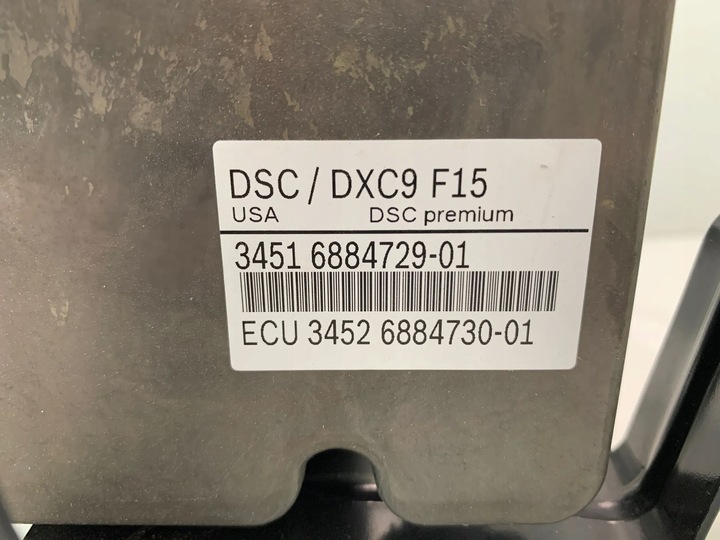 DSC / DXC9 F15
USA DSC premium
3451 6884729-01
ECU 3452 6884730-01